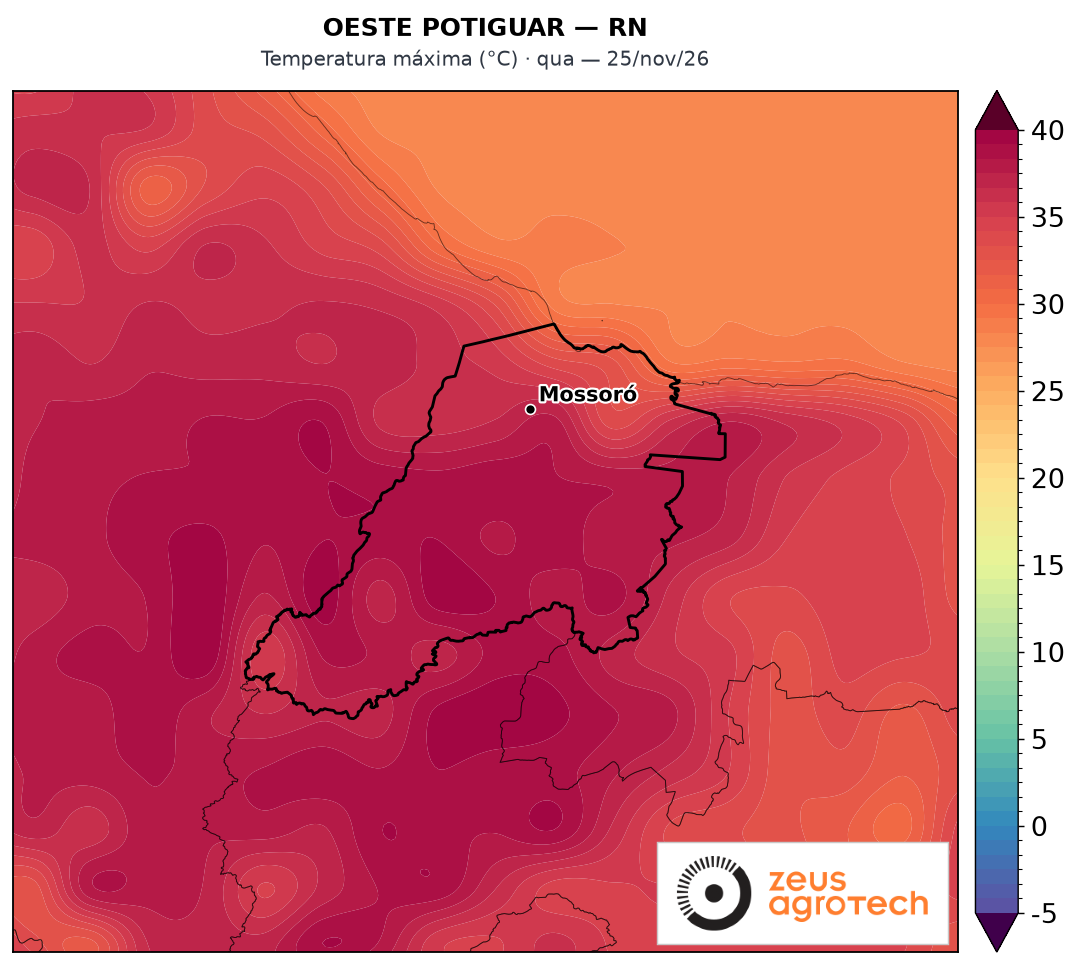 OESTE POTIGUAR — RN
Temperatura máxima (°C) · qua — 25/nov/26
40
35
30
25
20
15
10
5
0
-5
Mossoró
zeus
agrotech